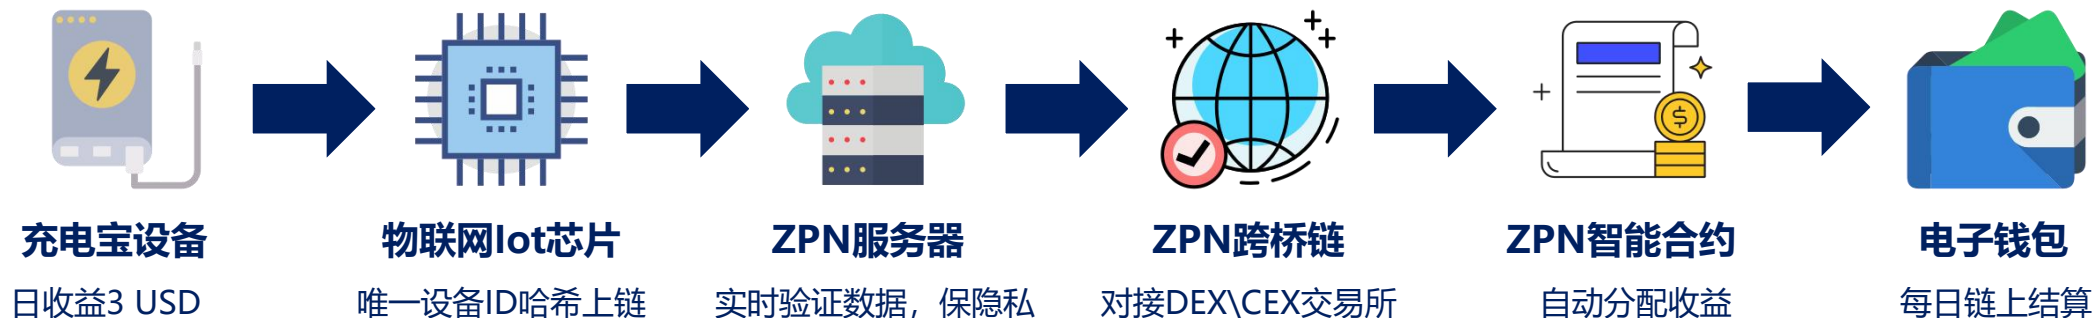 充电宝设备
物联网Iot芯片
ZPN服务器
ZPN跨桥链
ZPN智能合约
电子钱包
日收益3 USD
唯一设备ID哈希上链
实时验证数据，保隐私
对接DEX\CEX交易所
自动分配收益
每日链上结算